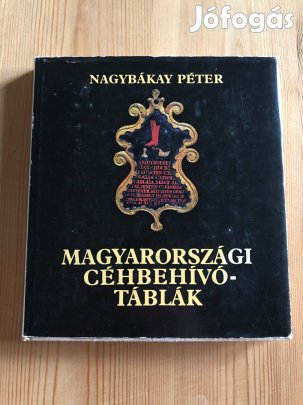 Jófogás
NAGYBÁKAY PÉTER
MAGYARORSZÁGI
CÉHBEHÍVÓ-
TÁBLÁK